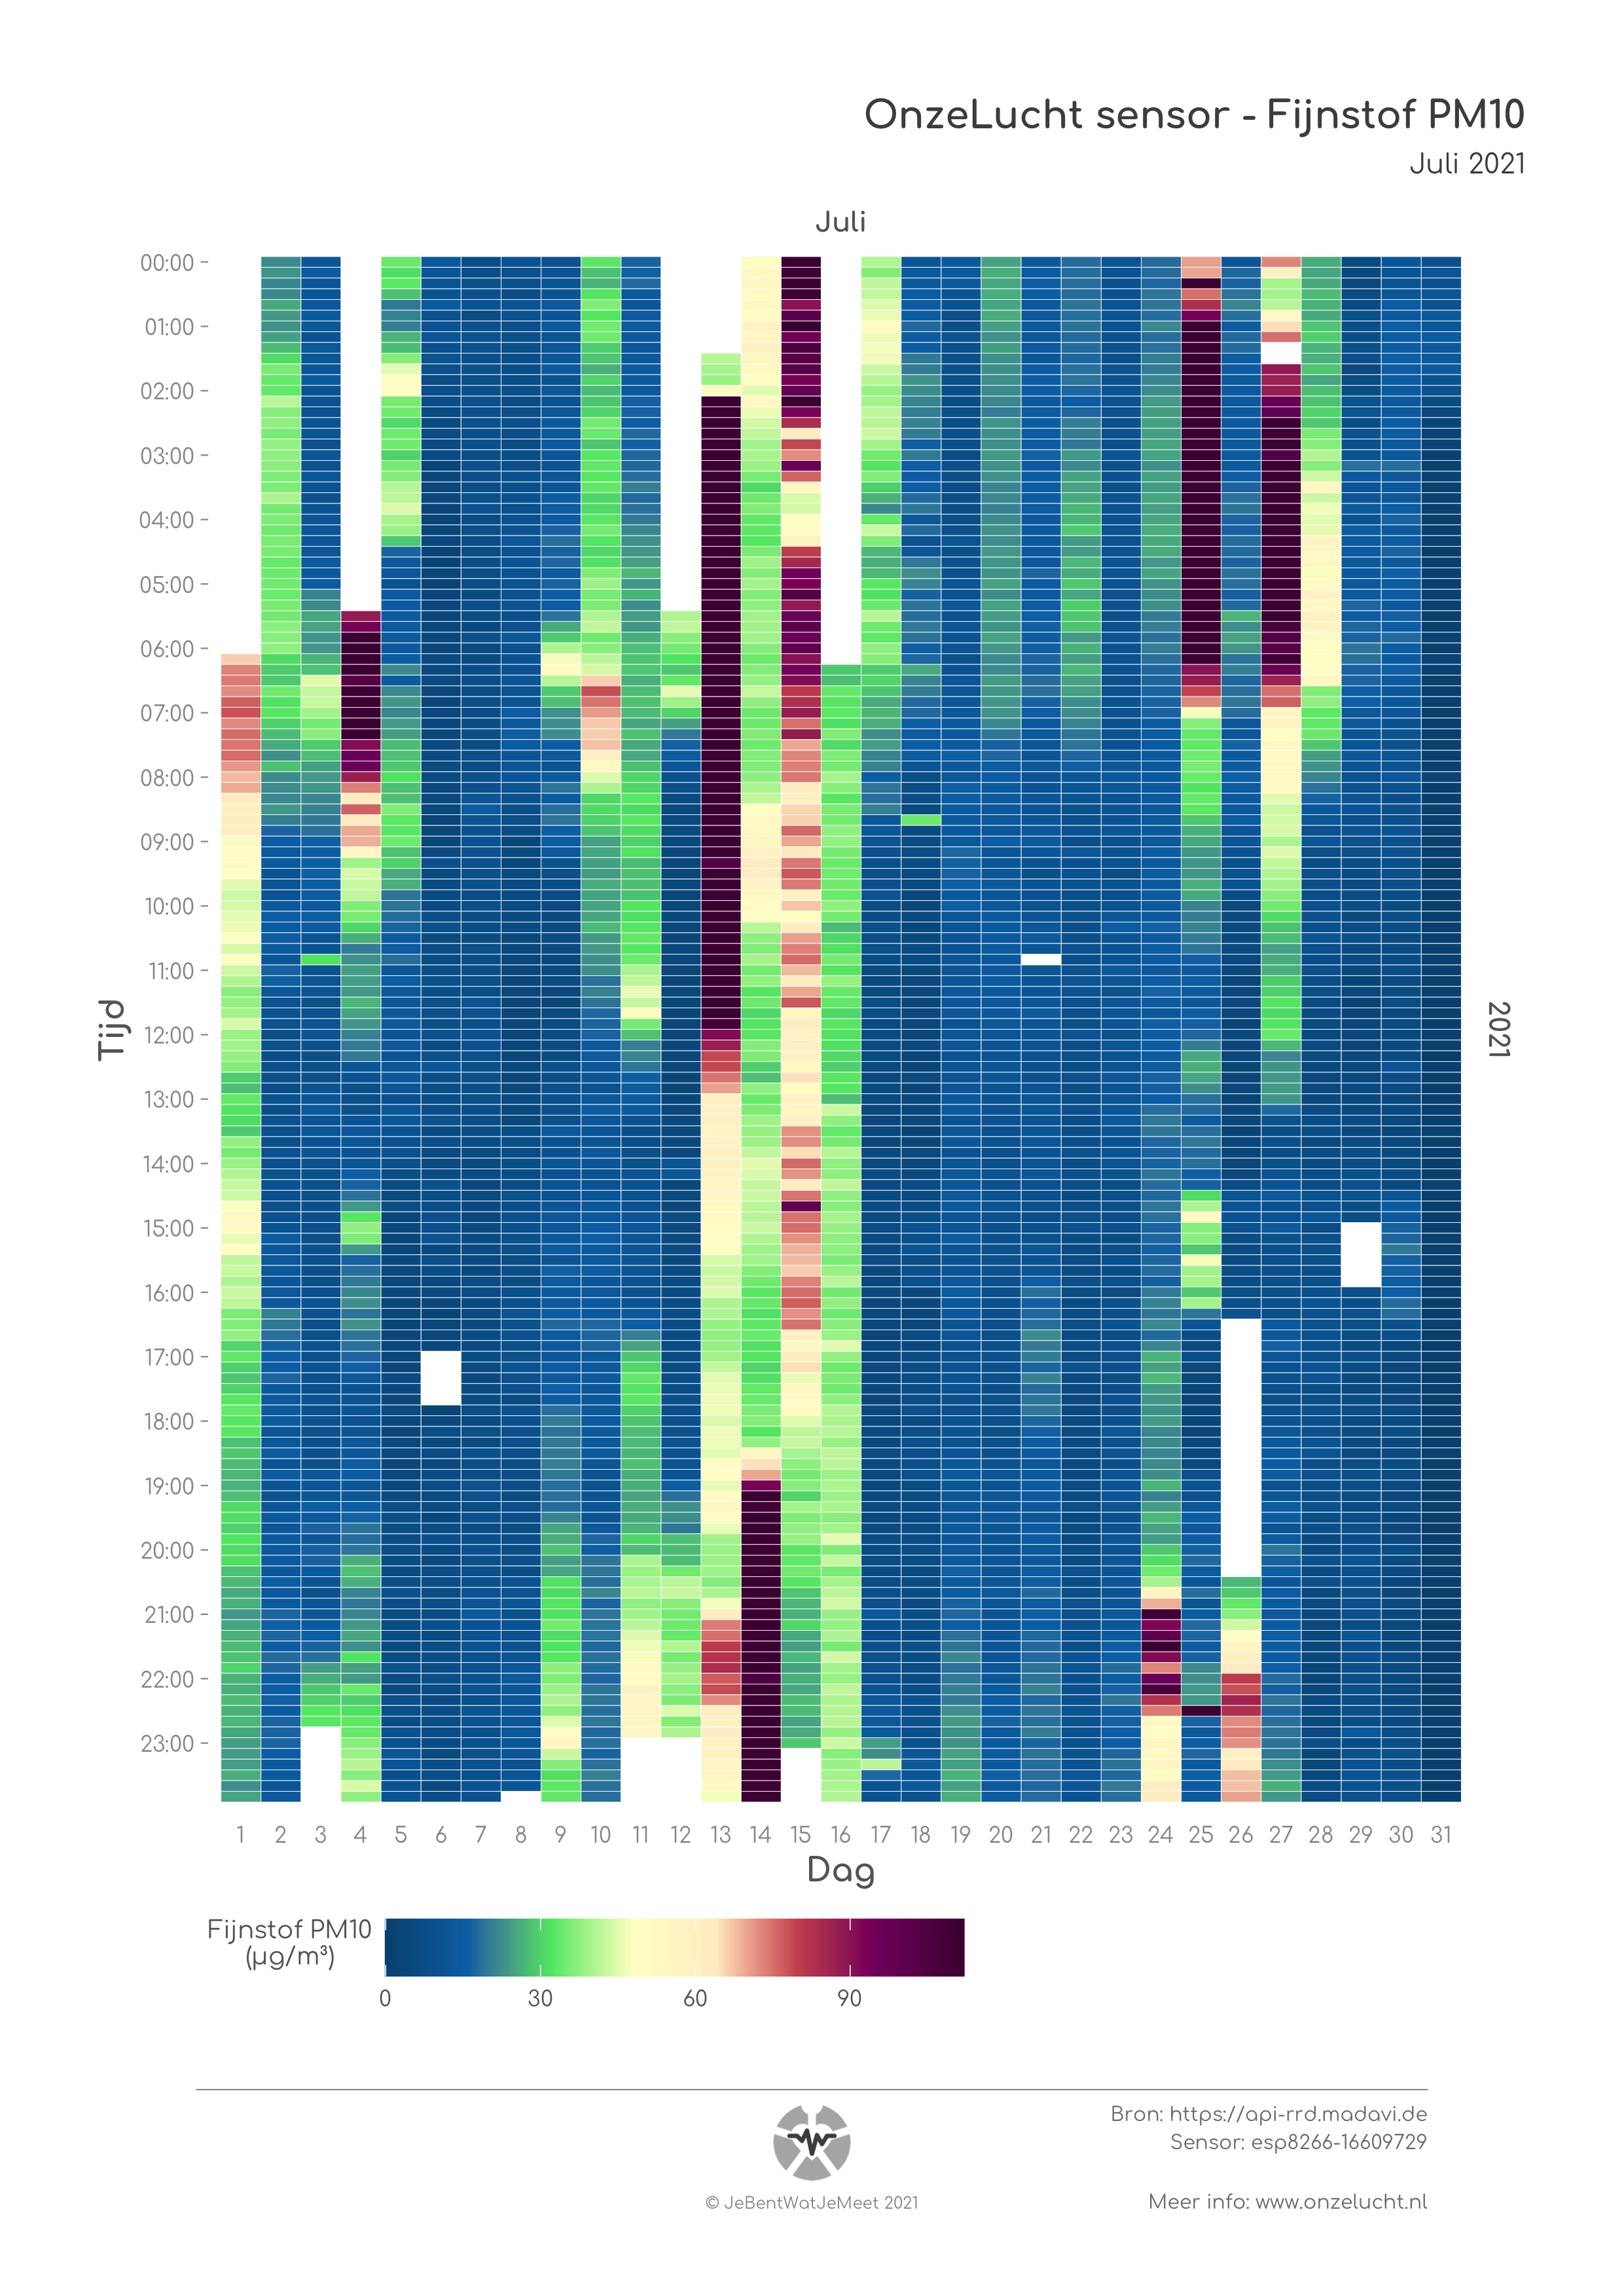 OnzeLucht sensor - Fijnstof PM10
Juli 2021
Juli
00:00
01:00
02:00
03:00
04:00
05:00
06:00
07:00
08:00
09:00
10:00
11:00
12:00
13:00
14:00
15:00
16:00
17:00
18:00
19:00
20:00
21:00
22:00
23:00
Tijd
2021
1 2 3 4 5 6 7 8 9 10 11 12 13 14 15 16 17 18 19 20 21 22 23 24 25 26 27 28 29 30 31
Dag
Fijnstof PM10
(µg/m³)
0 30 60 90
Bron: https://api-rrd.madavi.de
Sensor: esp8266-16609729
© JeBentWatJeMeet 2021
Meer info: www.onzelucht.nl